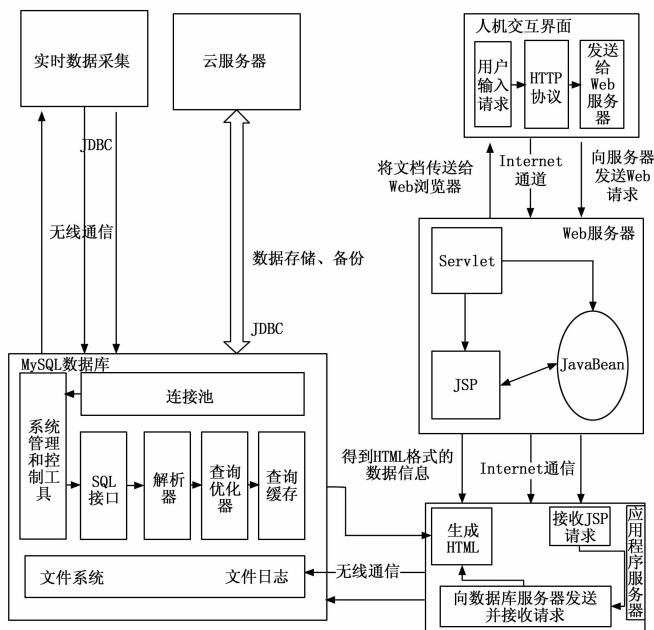 人机交互界面
实时数据采集
云服务器
用户
输入
请求
HTTP
协议
发送
给
Web
服务
器
JDBC
将文档传送给
Web浏览器
Internet
通道
向服务器
发送Web
请求
无线通信
数据存储、备份
Web服务器
Servlet
JSP
JavaBean
JDBC
MySQL数据库
连接池
系统
管理
和控
制工
具
SQL
接口
解析
器
查询
优化
器
查询
缓存
得到HTML格式的
数据信息
Internet通信
生成
HTML
接收JSP
请求
应用程序服务器
文件系统
文件日志
无线通信
向数据库服务器发送
并接收请求